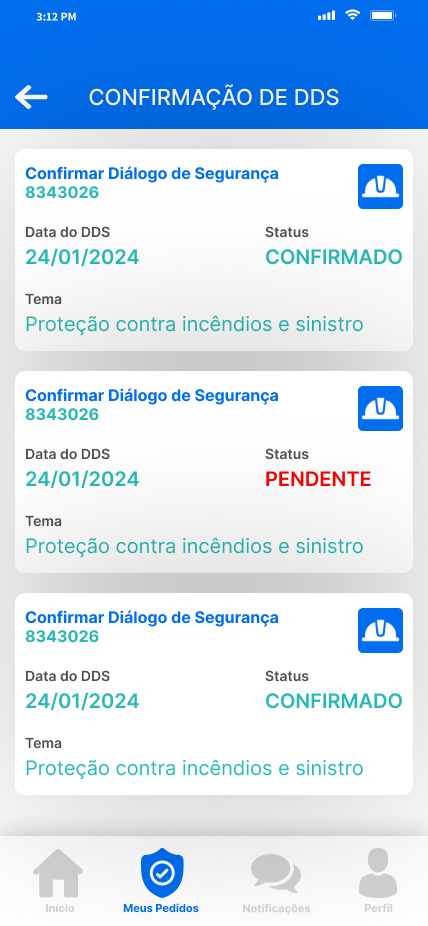 3:12 PM
CONFIRMAÇÃO DE DDS
Confirmar Diálogo de Segurança
8343026
Data do DDS
Status
24/01/2024
CONFIRMADO
Tema
Proteção contra incêndios e sinistro
Confirmar Diálogo de Segurança
8343026
Data do DDS
Status
24/01/2024
PENDENTE
Tema
Proteção contra incêndios e sinistro
Confirmar Diálogo de Segurança
8343026
Data do DDS
Status
24/01/2024
CONFIRMADO
Tema
Proteção contra incêndios e sinistro
Início
Meus Pedidos
Notificações
Perfil